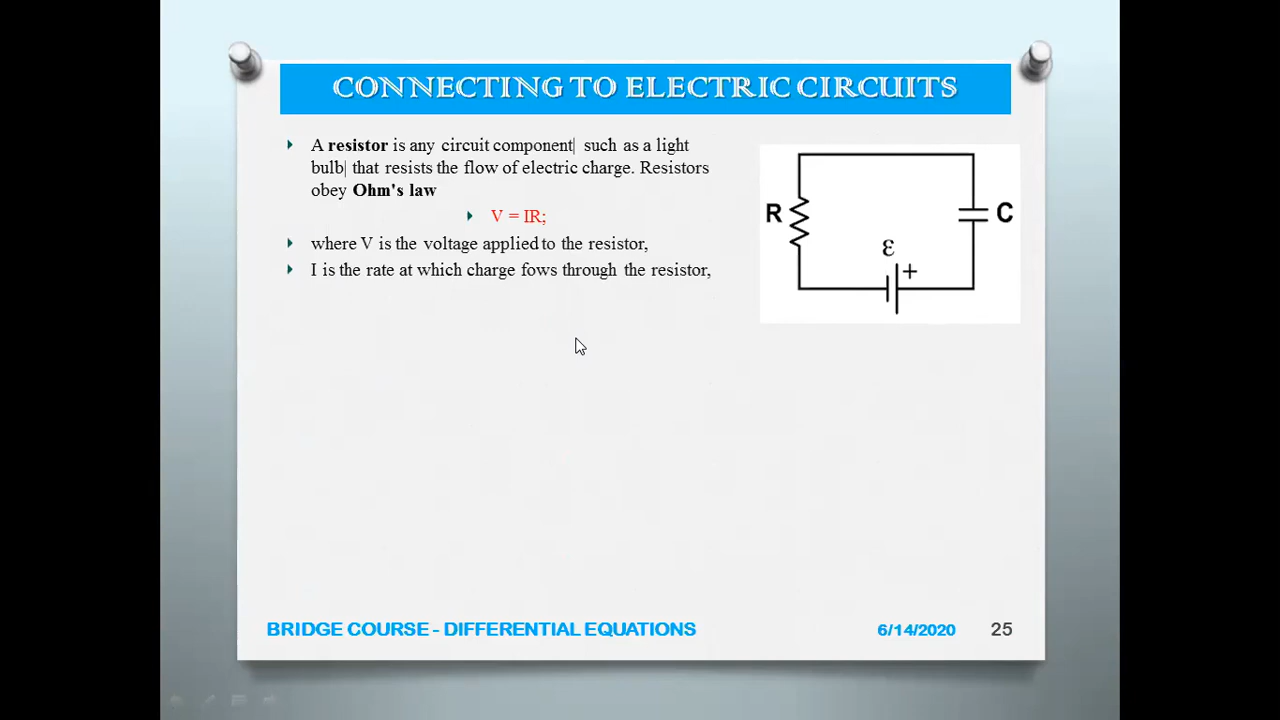 CONNECTING TO ELECTRIC CIRCUITS
A resistor is any circuit component| such as a light
bulb| that resists the flow of electric charge. Resistors
obey Ohm's law
V = IR;
where V is the voltage applied to the resistor,
I is the rate at which charge fows through the resistor,
R
C
ε
+
BRIDGE COURSE - DIFFERENTIAL EQUATIONS
6/14/2020
25